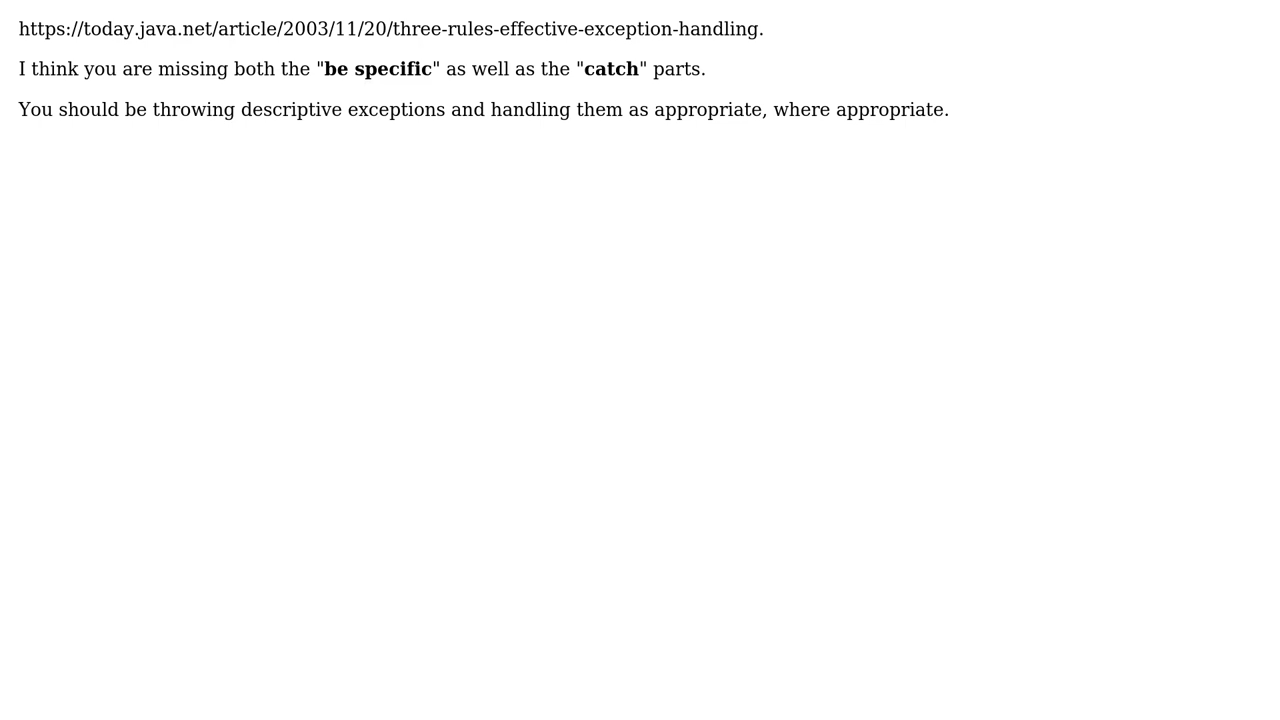 https://today.java.net/article/2003/11/20/three-rules-effective-exception-handling.
I think you are missing both the "be specific" as well as the "catch" parts.
You should be throwing descriptive exceptions and handling them as appropriate, where appropriate.